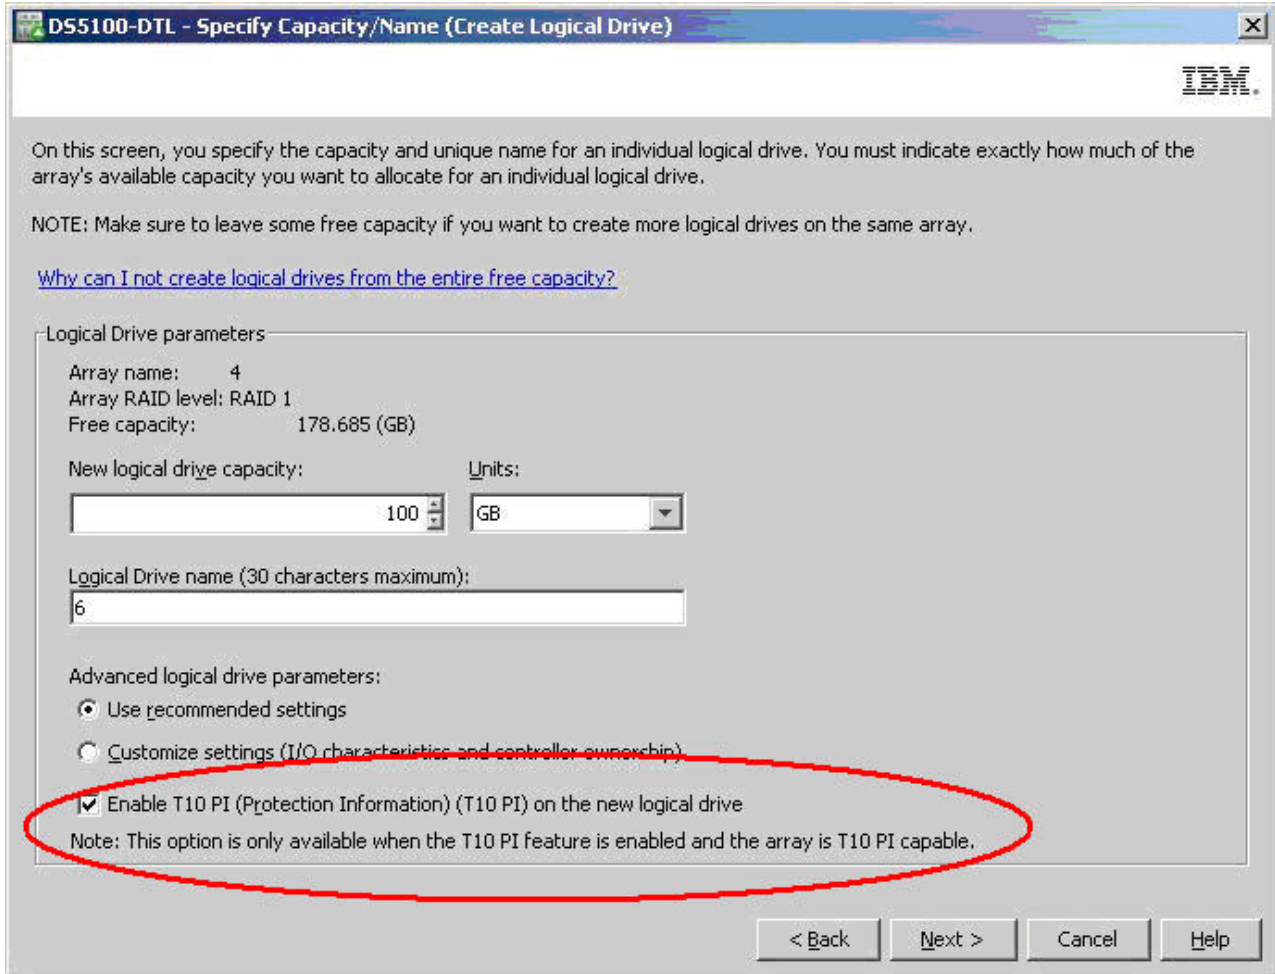 DS5100-DTL - Specify Capacity/Name (Create Logical Drive)
IBM.
On this screen, you specify the capacity and unique name for an individual logical drive. You must indicate exactly how much of the
array's available capacity you want to allocate for an individual logical drive.
NOTE: Make sure to leave some free capacity if you want to create more logical drives on the same array.
Why can I not create logical drives from the entire free capacity?
Logical Drive parameters
Array name: 4
Array RAID level: RAID 1
Free capacity: 178.685 (GB)
New logical drive capacity: Units:
100 GB
Logical Drive name (30 characters maximum):
6
Advanced logical drive parameters:
Use recommended settings
Customize settings (I/O characteristics and controller ownership)
Enable T10 PI (Protection Information) (T10 PI) on the new logical drive
Note: This option is only available when the T10 PI feature is enabled and the array is T10 PI capable.
< Back Next > Cancel Help